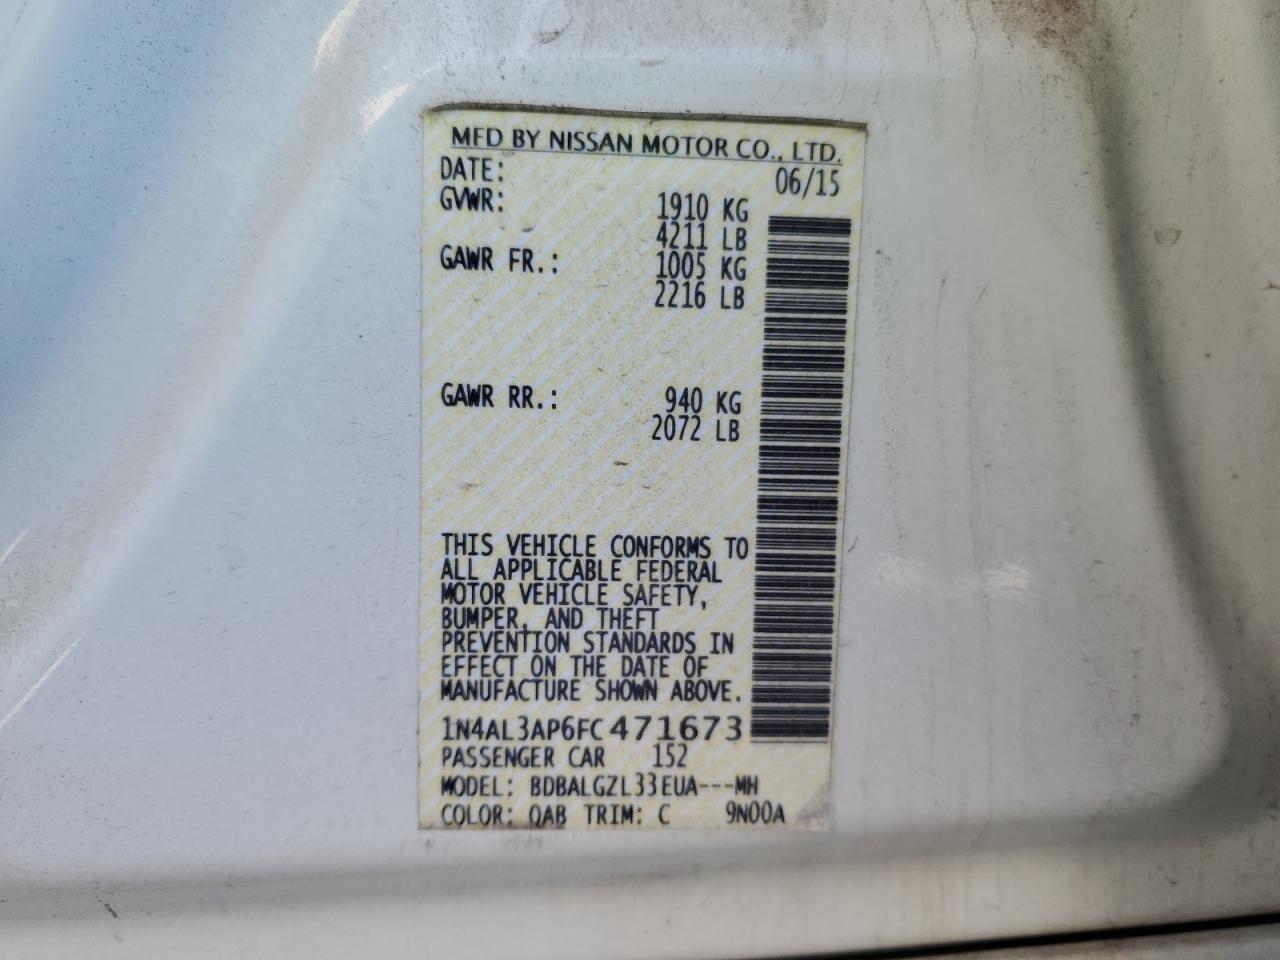 MFD BY NISSAN MOTOR CO., LTD.
DATE: 06/15
GVWR: 1910 KG
4211 LB
GAWR FR.: 1005 KG
2216 LB
GAWR RR.: 940 KG
2072 LB
THIS VEHICLE CONFORMS TO
ALL APPLICABLE FEDERAL
MOTOR VEHICLE SAFETY,
BUMPER, AND THEFT
PREVENTION STANDARDS IN
EFFECT ON THE DATE OF
MANUFACTURE SHOWN ABOVE.
1N4AL3AP6FC471673
PASSENGER CAR 152
MODEL: BDBALGZL33EUA---MH
COLOR: QAB TRIM: C 9N00A